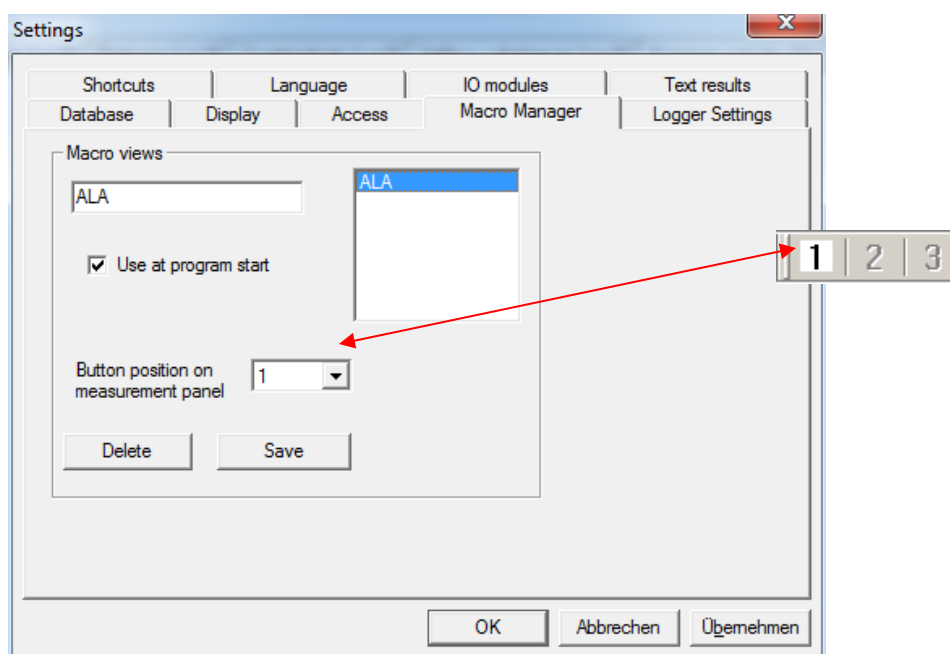 Settings
Shortcuts Language IO modules Text results
Database Display Access Macro Manager Logger Settings
Macro views
ALA
ALA
Use at program start
1 2 3
Button position on
measurement panel
1
Delete Save
OK Abbrechen Übernehmen